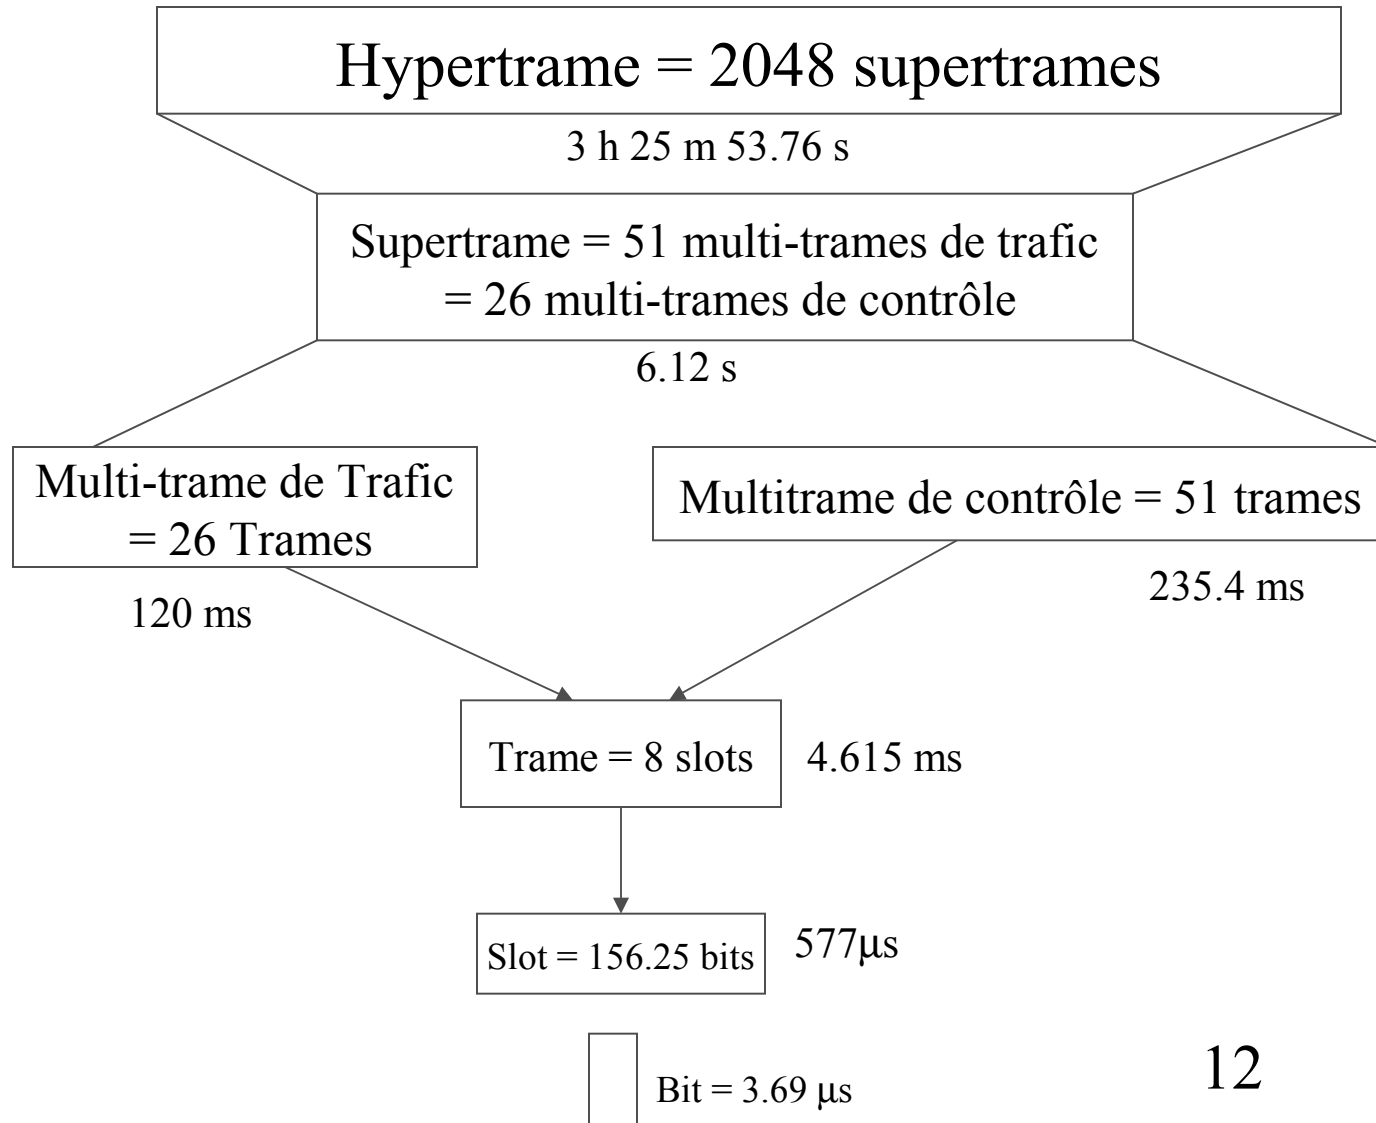 Hypertrame = 2048 supertrames
3 h 25 m 53.76 s
Supertrame = 51 multi-trames de trafic
= 26 multi-trames de contrôle
6.12 s
Multi-trame de Trafic
= 26 Trames
120 ms
Multitrame de contrôle = 51 trames
235.4 ms
Trame = 8 slots
4.615 ms
Slot = 156.25 bits
577μs
Bit = 3.69 μs
12